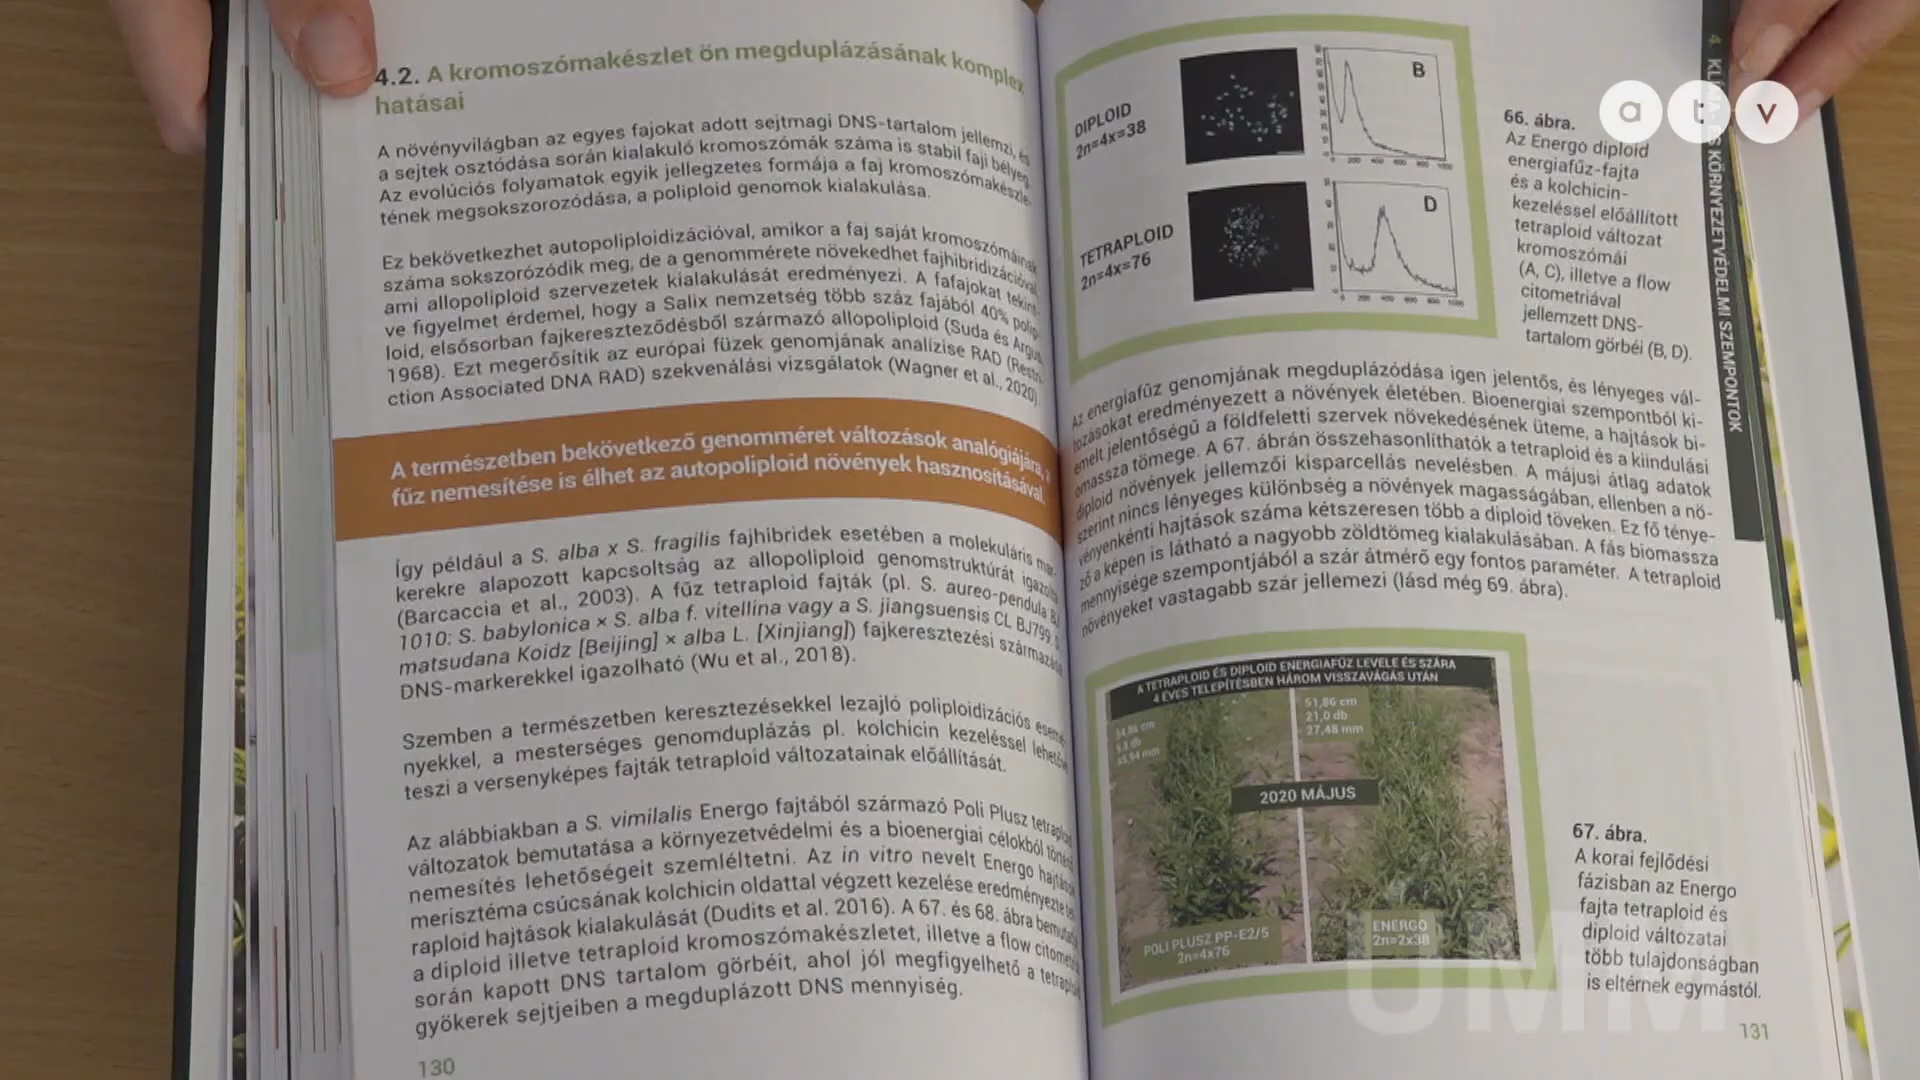 4.2. A kromoszómakészlet ön megduplázásának komplex
hatásai
A növényvilágban az egyes fajokat adott sejtmagi DNS-tartalom jellemzi, és
a sejtek osztódása során kialakuló kromoszómák száma is stabil faji bélyeg.
Az evolúciós folyamatok egyik jellegzetes formája a faj kromoszómakészle-
tének megsokszorozódása, a poliploid genomok kialakulása.
Ez bekövetkezhet autopoliploidizációval, amikor a faj saját kromoszómáinak
száma sokszorózódik meg, de a genommérete növekedhet fajhibridizációval
ami allopoliploid szervezetek kialakulását eredményezi. A fafajokat tekint-
ve figyelmet érdemel, hogy a Salix nemzetség több száz fajából 40% polip-
loid, elsősorban fajkereszteződésből származó allopoliploid (Suda és Argus
1968). Ezt megerősítik az európai füzek genomjának analízise RAD (Restri-
ction Associated DNA RAD) szekvenálási vizsgálatok (Wagner et al., 2020)
A természetben bekövetkező genomméret változások analógiájára, a
fűz nemesítése is élhet az autopoliploid növények hasznosításával.
Így például a S. alba x S. fragilis fajhibridek esetében a molekuláris mar-
kerekre alapozott kapcsoltság az allopoliploid genomstruktúrát igazolta
(Barcaccia et al., 2003). A fűz tetraploid fajták (pl. S. aureo-pendula BJ
1010: S. babylonica × S. alba f. vitellina vagy a S. jiangsuensis CL BJ799: S.
matsudana Koidz [Beijing] × alba L. [Xinjiang]) fajkeresztezési származása
DNS-markerekkel igazolható (Wu et al., 2018).
Szemben a természetben keresztezésekkel lezajló poliploidizációs esemé-
nyekkel, a mesterséges genomduplázás pl. kolchicin kezeléssel lehetővé
teszi a versenyképes fajták tetraploid változatainak előállítását.
Az alábbiakban a S. vimilalis Energo fajtából származó Poli Plusz tetraploid
változatok bemutatása a környezetvédelmi és a bioenergiai célokból történő
nemesítés lehetőségeit szemléltetni. Az in vitro nevelt Energo hajtások
merisztéma csúcsának kolchicin oldattal végzett kezelése eredményezte tet-
raploid hajtások kialakulását (Dudits et al. 2016). A 67. és 68. ábra bemutatja
a diploid illetve tetraploid kromoszómakészletet, illetve a flow citometria
során kapott DNS tartalom görbéit, ahol jól megfigyelhető a tetraploid
gyökerek sejtjeiben a megduplázott DNS mennyiség.
130
DIPLOID
2n=4x=38
B
TETRAPLOID
2n=4x=76
D
66. ábra.
Az Energo diploid
energiafűz-fajta
és a kolchicin-
kezeléssel előállított
tetraploid változat
kromoszómái
(A, C), illetve a flow
citometriával
jellemzett DNS-
tartalom görbéi (B, D).
Az energiafűz genomjának megduplázódása igen jelentős, és lényeges vál-
tozásokat eredményezett a növények életében. Bioenergiai szempontból ki-
emelt jelentőségű a földfeletti szervek növekedésének üteme, a hajtások bi-
omassza tömege. A 67. ábrán összehasonlíthatók a tetraploid és a kiindulási
diploid növények jellemzői kisparcellás nevelésben. A májusi átlag adatok
szerint nincs lényeges különbség a növények magasságában, ellenben a nö-
vényenkénti hajtások száma kétszeresen több a diploid töveken. Ez fő ténye-
ző a képen is látható a nagyobb zöldtömeg kialakulásában. A fás biomassza
mennyisége szempontjából a szár átmérő egy fontos paraméter. A tetraploid
növényeket vastagabb szár jellemezi (lásd még 69. ábra).
A TETRAPLOID ÉS DIPLOID ENERGIAFŰZ LEVELE ÉS SZÁRA
4 ÉVES TELEPÍTÉSBEN HÁROM VISSZAVÁGÁS UTÁN
51,86 cm
21,0 db
27,48 mm
2020 MÁJUS
POLI PLUSZ PP-E2/5
2n=4x76
ENERGO
2n=2x38
67. ábra.
A korai fejlődési
fázisban az Energo
fajta tetraploid és
diploid változatai
több tulajdonságban
is eltérnek egymástól.
131
KÖRNYEZETVÉDELMI SZEMPONTOK
atv
UMM